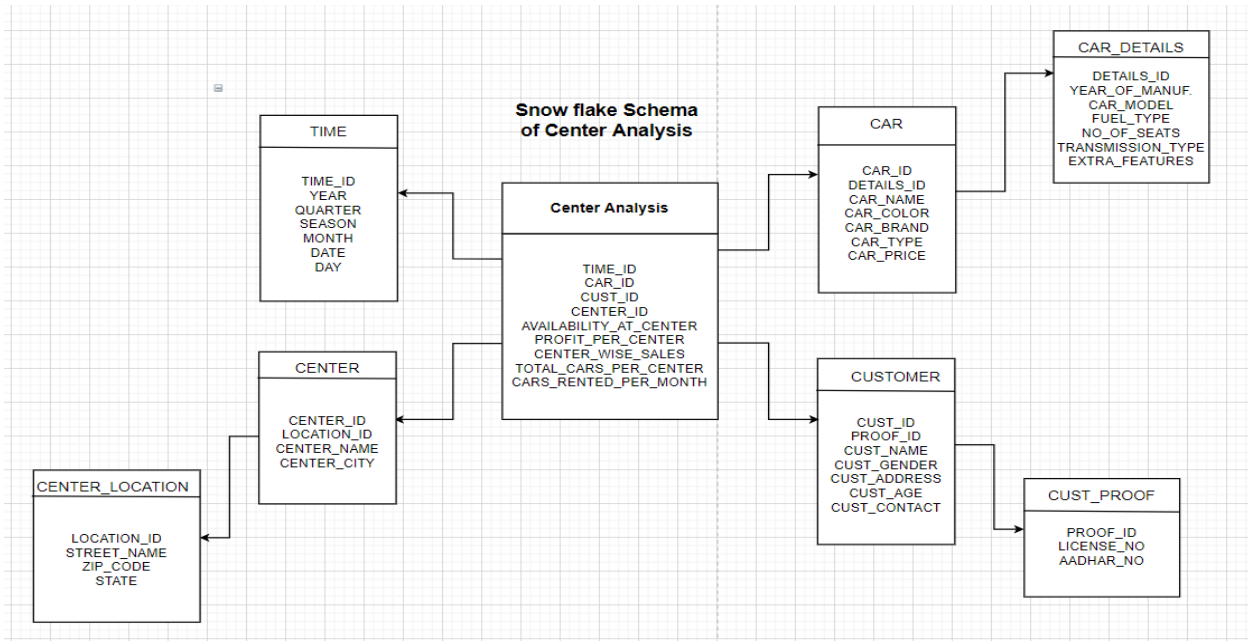 Snow flake Schema
of Center Analysis
TIME
TIME_ID
YEAR
QUARTER
SEASON
MONTH
DATE
DAY
Center Analysis
TIME_ID
CAR_ID
CUST_ID
CENTER_ID
AVAILABILITY_AT_CENTER
PROFIT_PER_CENTER
CENTER_WISE_SALES
TOTAL_CARS_PER_CENTER
CARS_RENTED_PER_MONTH
CAR
CAR_ID
DETAILS_ID
CAR_NAME
CAR_COLOR
CAR_BRAND
CAR_TYPE
CAR_PRICE
CAR_DETAILS
DETAILS_ID
YEAR_OF_MANUF.
CAR_MODEL
FUEL_TYPE
NO_OF_SEATS
TRANSMISSION_TYPE
EXTRA_FEATURES
CENTER
CENTER_ID
LOCATION_ID
CENTER_NAME
CENTER_CITY
CENTER_LOCATION
LOCATION_ID
STREET_NAME
ZIP_CODE
STATE
CUSTOMER
CUST_ID
PROOF_ID
CUST_NAME
CUST_GENDER
CUST_ADDRESS
CUST_AGE
CUST_CONTACT
CUST_PROOF
PROOF_ID
LICENSE_NO
AADHAR_NO